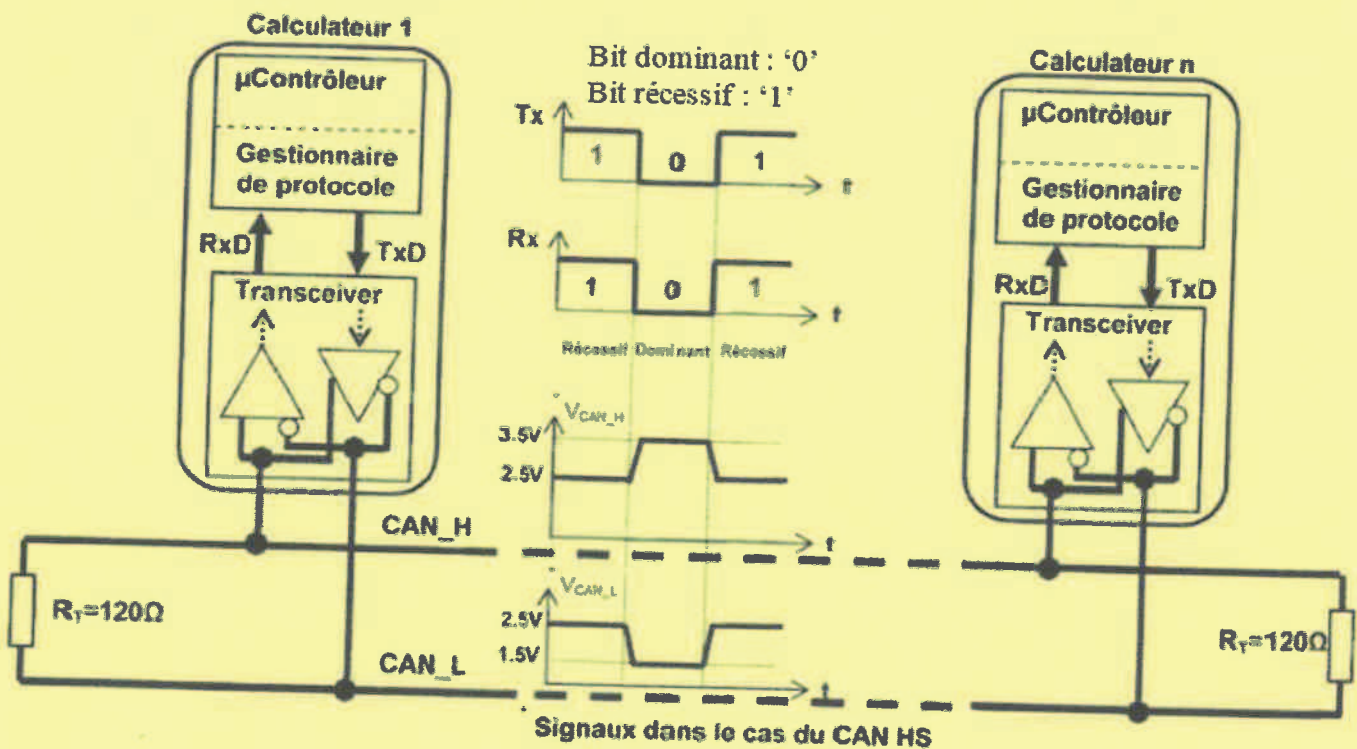 Calculateur 1
µContrôleur
Gestionnaire
de protocole
RxD
TxD
Transceiver
Bit dominant : ‘0’
Bit récessif : ‘1’
Tx
1
0
1
t
Rx
1
0
1
t
Récessif
Dominant
Récessif
V_CAN_H
3.5V
2.5V
t
V_CAN_L
2.5V
1.5V
t
Calculateur n
µContrôleur
Gestionnaire
de protocole
RxD
TxD
Transceiver
CAN_H
CAN_L
R_T=120Ω
R_T=120Ω
Signaux dans le cas du CAN HS